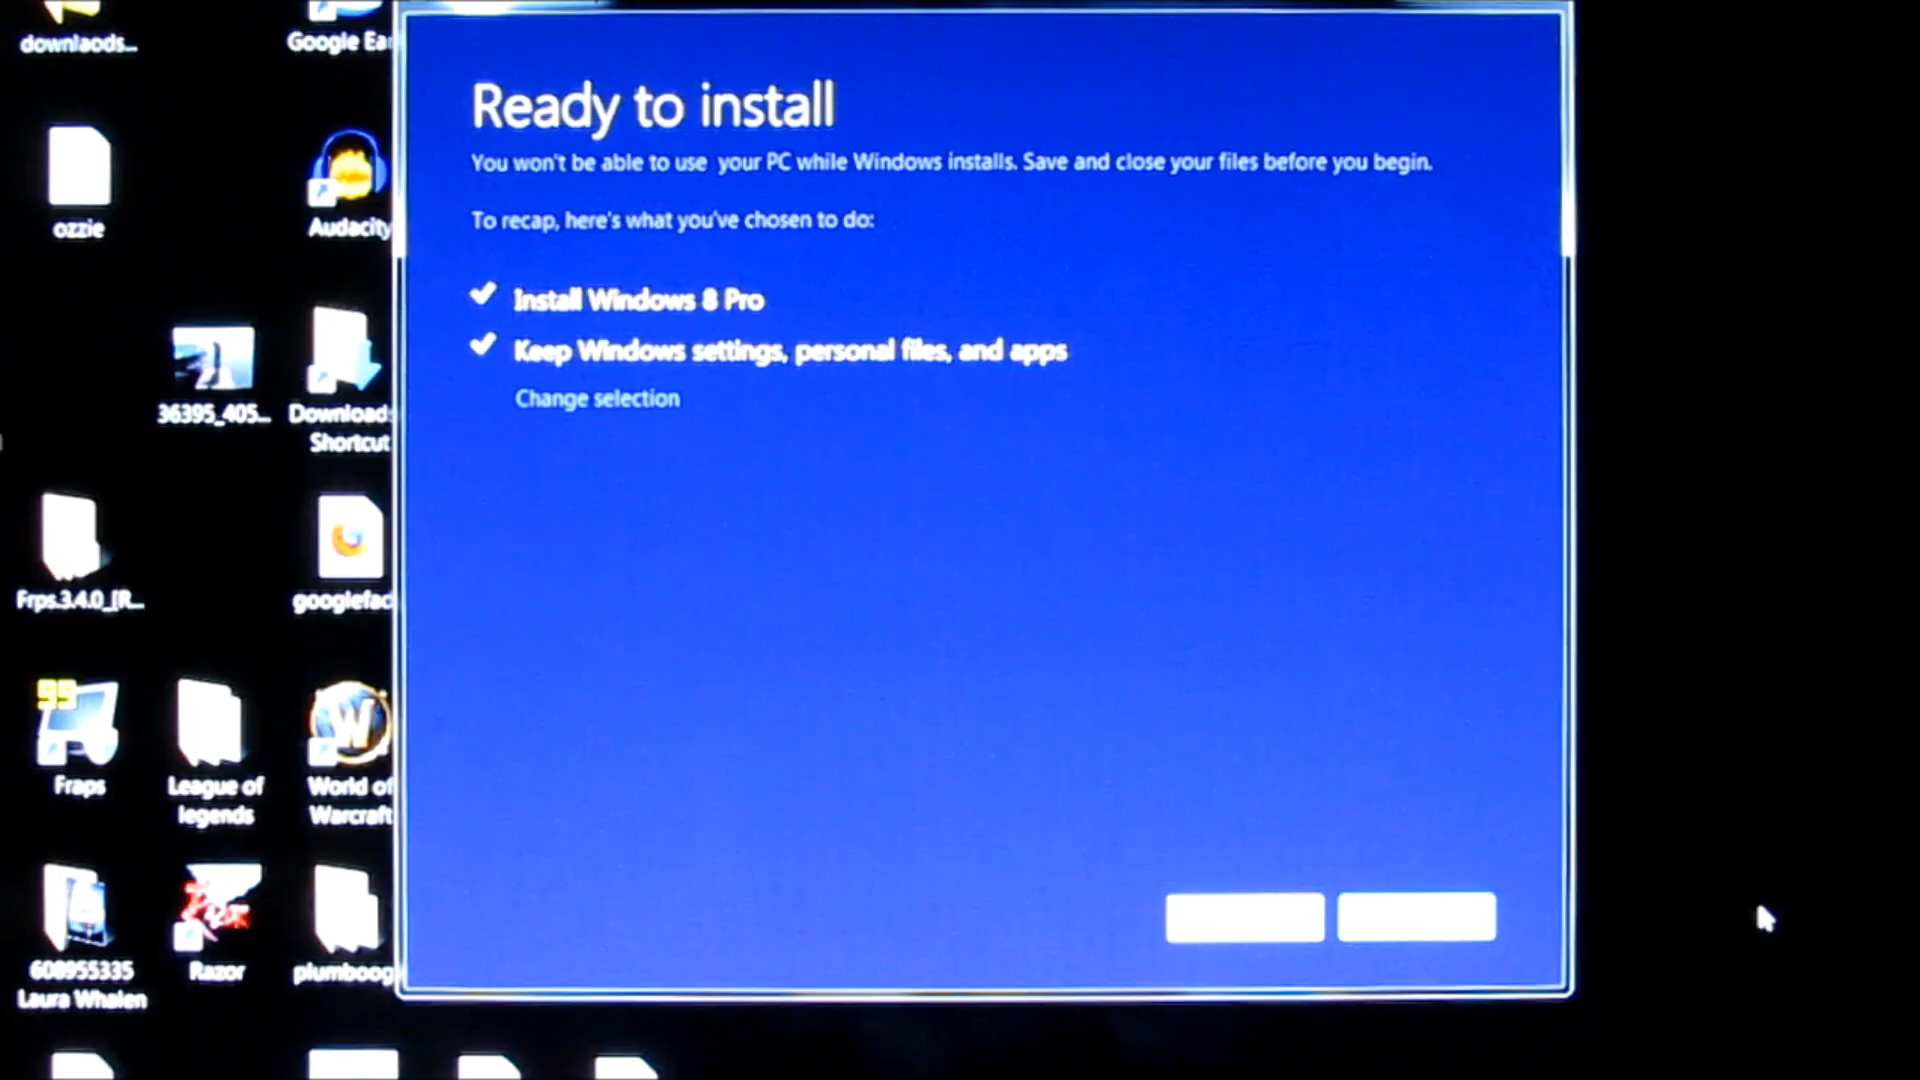 downlaods...
Google Ear
ozzie
Audacity
36395_405...
Download
Shortcut
Frps.3.4.0_[R...
googlefac
99
Fraps
League of
legends
W
World of
Warcraft
608955335
Laura Whalen
Razor
plumboog
Ready to install
You won't be able to use your PC while Windows installs. Save and close your files before you begin.
To recap, here's what you've chosen to do:
Install Windows 8 Pro
Keep Windows settings, personal files, and apps
Change selection